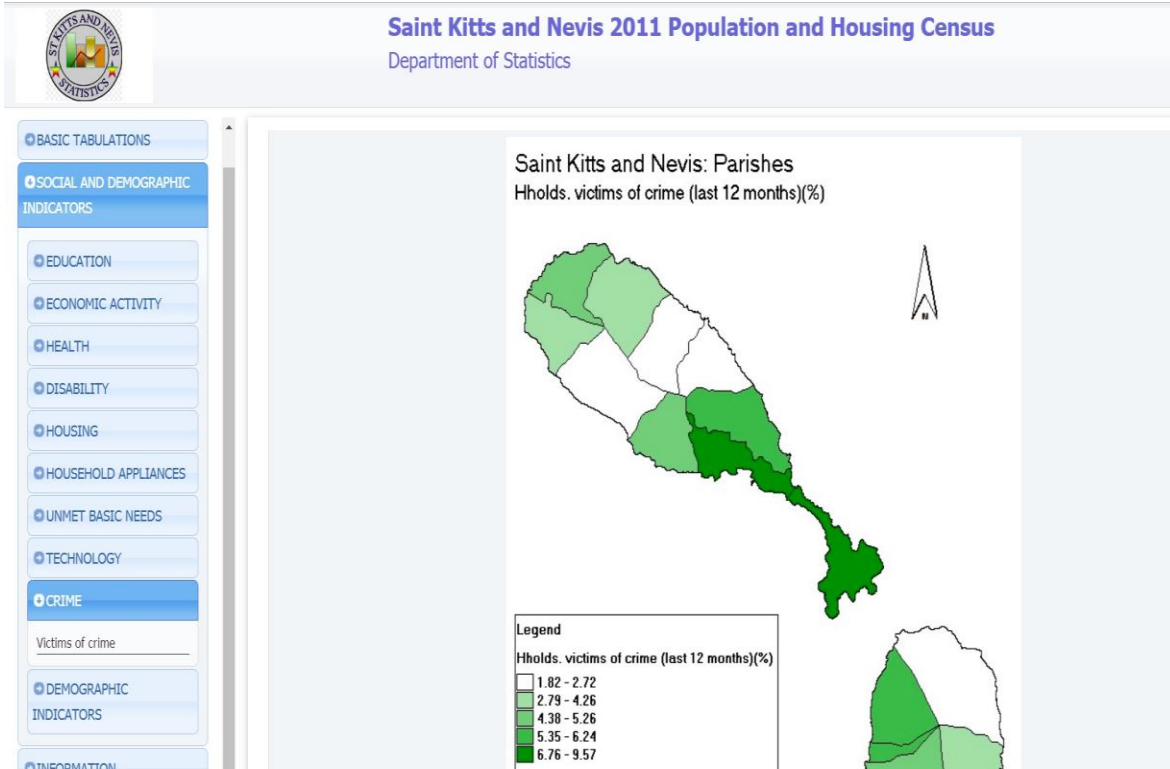 Saint Kitts and Nevis 2011 Population and Housing Census
Department of Statistics
ST KITTS AND NEVIS
STATISTICS
BASIC TABULATIONS
SOCIAL AND DEMOGRAPHIC
INDICATORS
EDUCATION
ECONOMIC ACTIVITY
HEALTH
DISABILITY
HOUSING
HOUSEHOLD APPLIANCES
UNMET BASIC NEEDS
TECHNOLOGY
CRIME
Victims of crime
DEMOGRAPHIC
INDICATORS
INFORMATION
Saint Kitts and Nevis: Parishes
Hholds. victims of crime (last 12 months)(%)
N
Legend
Hholds. victims of crime (last 12 months)(%)
1.82 - 2.72
2.79 - 4.26
4.38 - 5.26
5.35 - 6.24
6.76 - 9.57